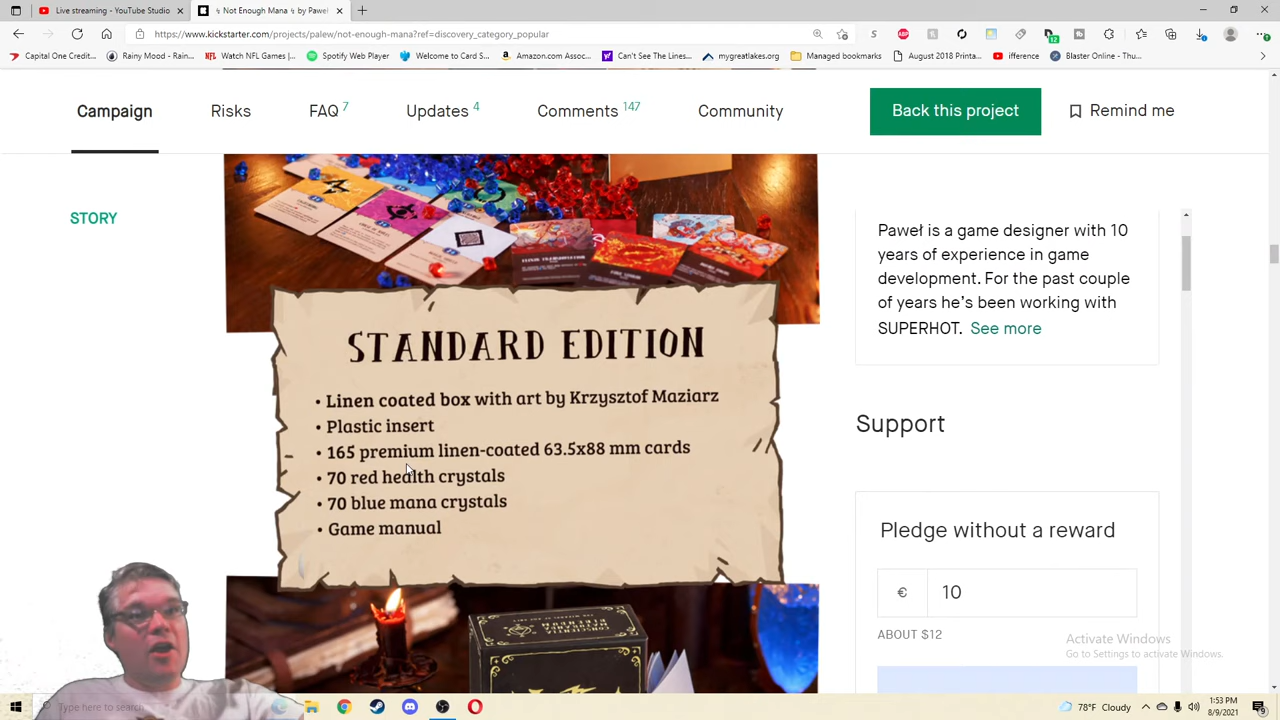 Live streaming - YouTube Studio
Not Enough Mana
by Paweł
https://www.kickstarter.com/projects/palew/not-enough-mana?ref=discovery_category_popular
Capital One Credit...
Rainy Mood - Rain...
Watch NFL Games |...
Spotify Web Player
Welcome to Card S...
Amazon.com Assoc...
Can't See The Lines...
mygreatlakes.org
Managed bookmarks
August 2018 Printa...
ifference
Blaster Online - Thu...
Campaign
Risks
FAQ 7
Updates 4
Comments 147
Community
Back this project
Remind me
STORY
STANDARD EDITION
• Linen coated box with art by Krzysztof Maziarz
• Plastic insert
• 165 premium linen-coated 63.5x88 mm cards
• 70 red health crystals
• 70 blue mana crystals
• Game manual
Paweł is a game designer with 10
years of experience in game
development. For the past couple
of years he's been working with
SUPERHOT. See more
Support
Pledge without a reward
€ 10
ABOUT $12
Activate Windows
Go to Settings to activate Windows.
Type here to search
78°F Cloudy
1:53 PM
8/9/2021